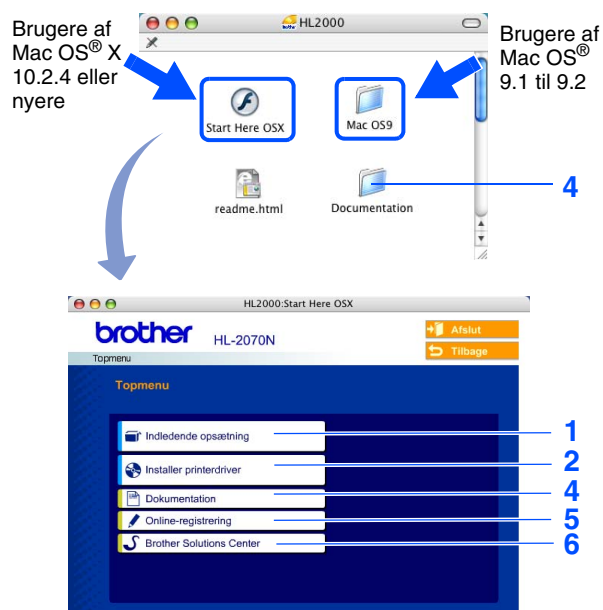 Brugere af
Mac OS® X
10.2.4 eller
nyere
HL2000
Brugere af
Mac OS®
9.1 til 9.2
Start Here OSX
Mac OS9
readme.html
Documentation
4
HL2000:Start Here OSX
brother HL-2070N
Afslut
Tilbage
Topmenu
Topmenu
Indledende opsætning
1
Installer printerdriver
2
Dokumentation
4
Online-registrering
5
Brother Solutions Center
6